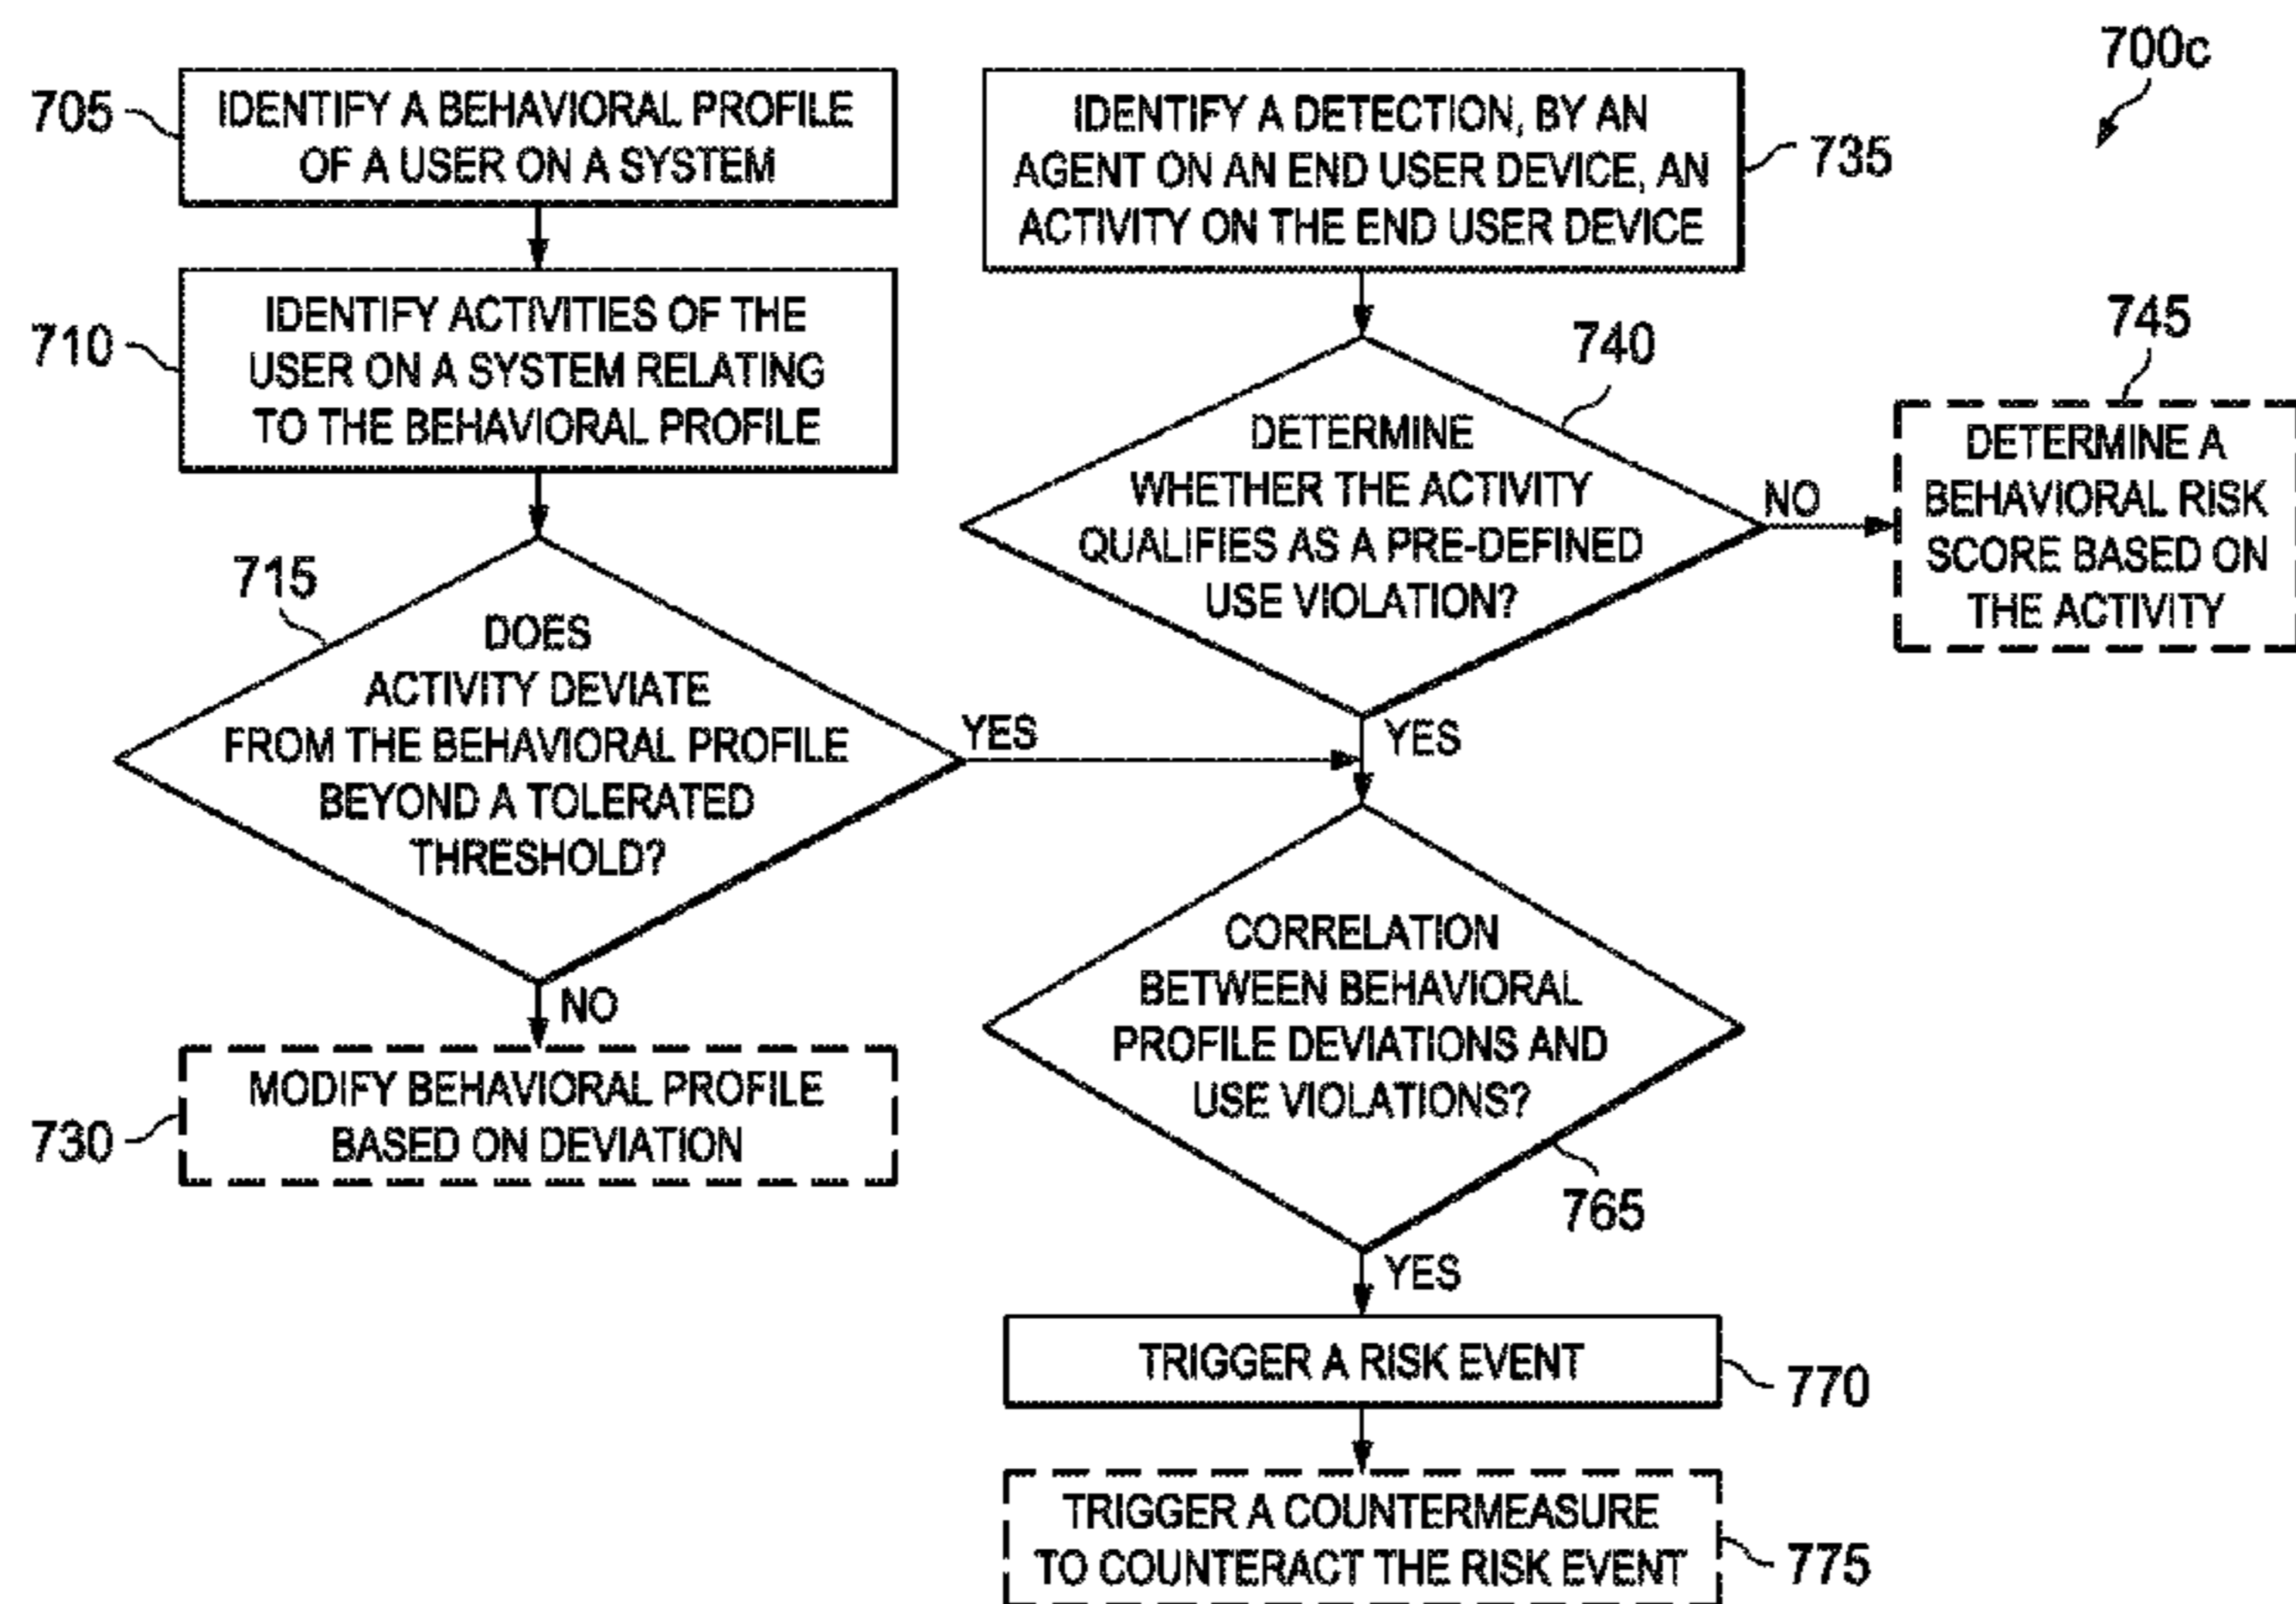 700c
705
IDENTIFY A BEHAVIORAL PROFILE
OF A USER ON A SYSTEM
710
IDENTIFY ACTIVITIES OF THE
USER ON A SYSTEM RELATING
TO THE BEHAVIORAL PROFILE
715
DOES
ACTIVITY DEVIATE
FROM THE BEHAVIORAL PROFILE
BEYOND A TOLERATED
THRESHOLD?
YES
NO
730
MODIFY BEHAVIORAL PROFILE
BASED ON DEVIATION
IDENTIFY A DETECTION, BY AN
AGENT ON AN END USER DEVICE, AN
ACTIVITY ON THE END USER DEVICE
735
740
DETERMINE
WHETHER THE ACTIVITY
QUALIFIES AS A PRE-DEFINED
USE VIOLATION?
NO
745
DETERMINE A
BEHAVIORAL RISK
SCORE BASED ON
THE ACTIVITY
YES
CORRELATION
BETWEEN BEHAVIORAL
PROFILE DEVIATIONS AND
USE VIOLATIONS?
765
YES
TRIGGER A RISK EVENT
770
TRIGGER A COUNTERMEASURE
TO COUNTERACT THE RISK EVENT
775